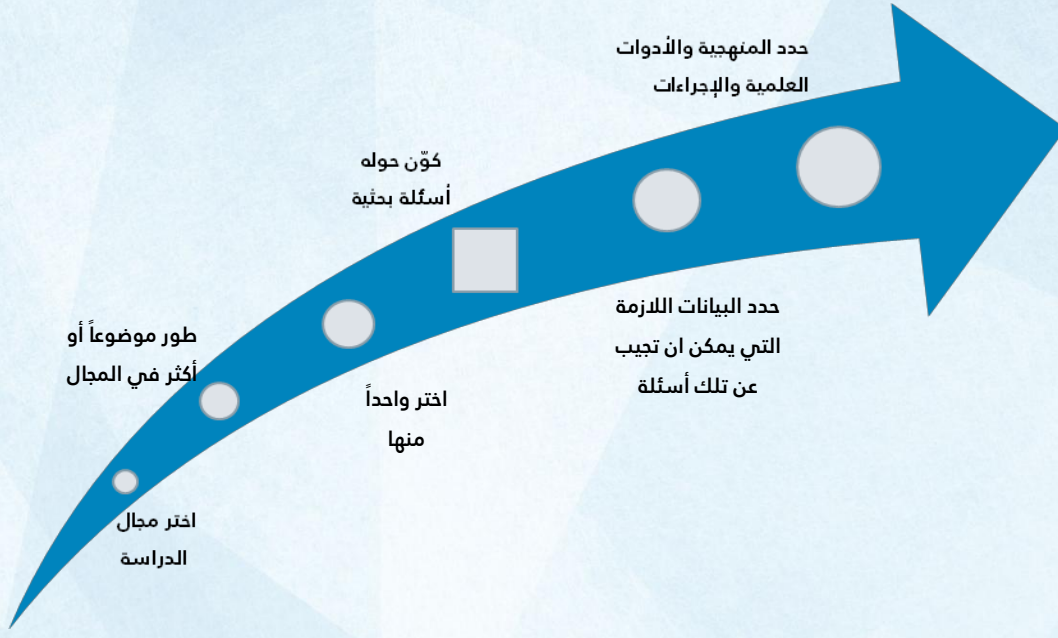 اختر مجال
الدراسة
طور موضوعاً أو
أكثر في المجال
اختر واحداً
منها
كوّن حوله
أسئلة بحثية
حدد البيانات اللازمة
التي يمكن ان تجيب
عن تلك أسئلة
حدد المنهجية والأدوات
العلمية والإجراءات